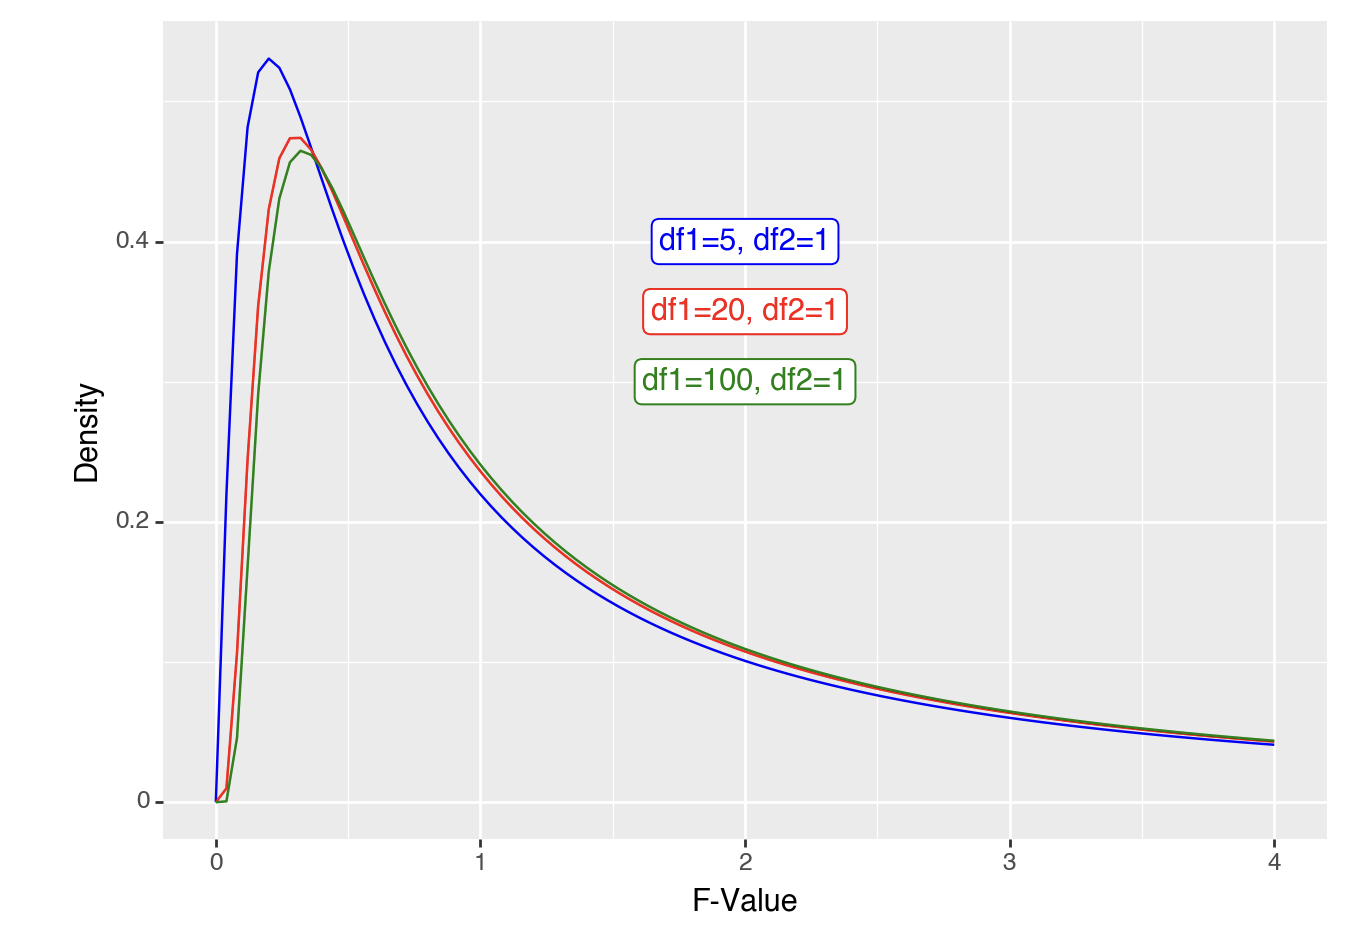 0.4
0.2
0
Density
df1=5, df2=1
df1=20, df2=1
df1=100, df2=1
0 1 2 3 4
F-Value